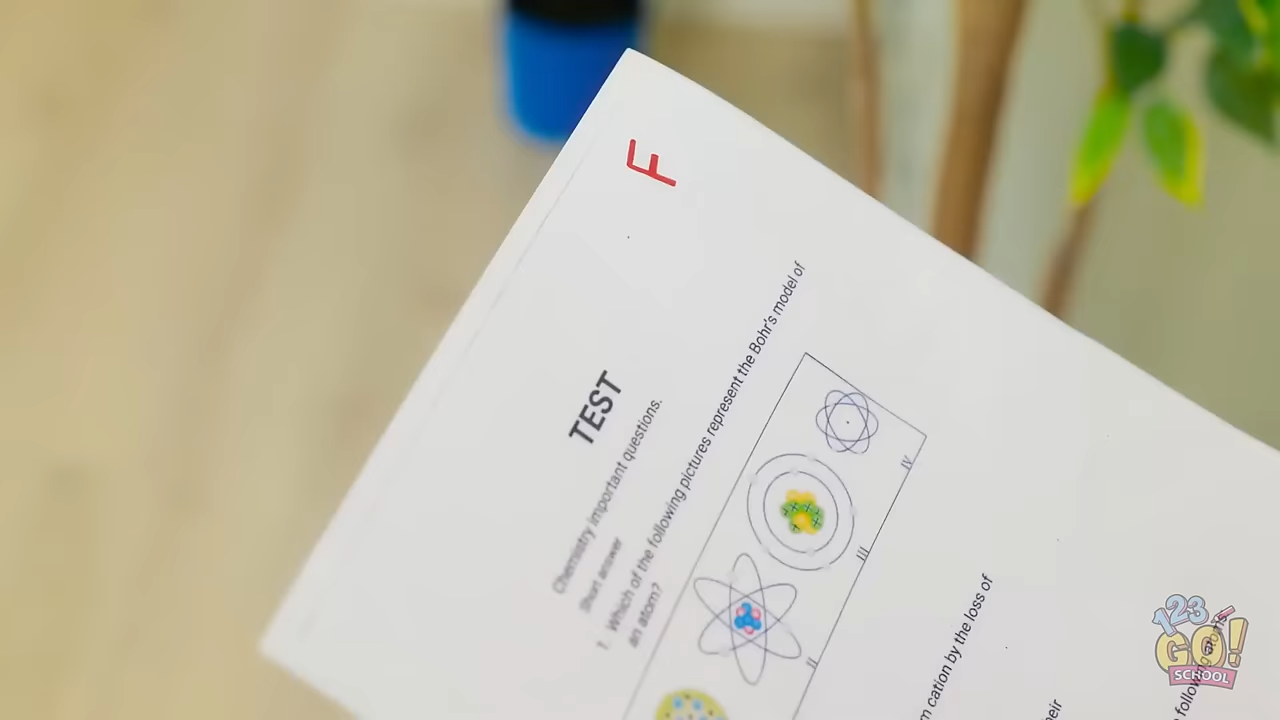 F
TEST
Chemistry important questions.
Short answer
1. Which of the following pictures represent the Bohr's model of
an atom?
II
III
IV
cation by the loss of
following
123
GO!
SCHOOL